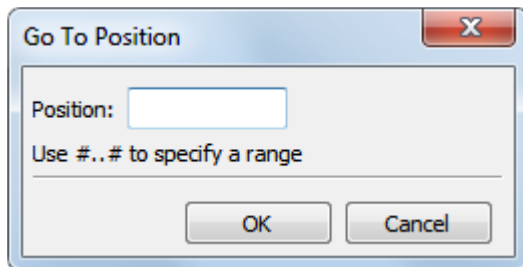 Go To Position
Position:
Use #..# to specify a range
OK Cancel